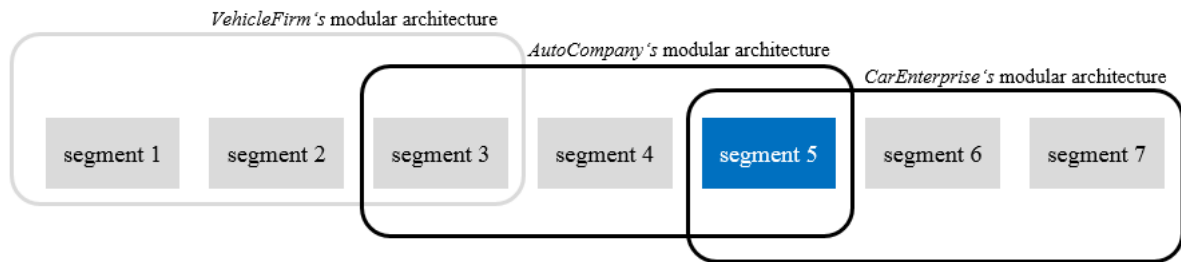 VehicleFirm‘s modular architecture
AutoCompany‘s modular architecture
CarEnterprise‘s modular architecture
segment 1
segment 2
segment 3
segment 4
segment 5
segment 6
segment 7